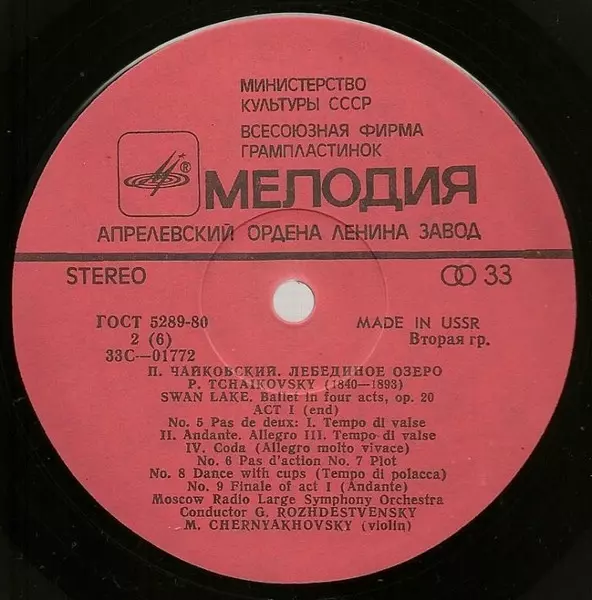 МИНИСТЕРСТВО
КУЛЬТУРЫ СССР
ВСЕСОЮЗНАЯ ФИРМА
ГРАМПЛАСТИНОК
®
МЕЛОДИЯ
АПРЕЛЕВСКИЙ ОРДЕНА ЛЕНИНА ЗАВОД
STEREO 33
ГОСТ 5289-80 MADE IN USSR
2 (6) Вторая гр.
33С—01772
П. ЧАЙКОВСКИЙ. ЛЕБЕДИНОЕ ОЗЕРО
P. TCHAIKOVSKY (1840—1893)
SWAN LAKE. Ballet in four acts, op. 20
ACT I (end)
No. 5 Pas de deux: I. Tempo di valse
II. Andante. Allegro III. Tempo di valse
IV. Coda (Allegro molto vivace)
No. 6 Pas d'action No. 7 Plot
No. 8 Dance with cups (Tempo di polacca)
No. 9 Finale of act I (Andante)
Moscow Radio Large Symphony Orchestra
Conductor G. ROZHDESTVENSKY
M. CHERNYAKHOVSKY (violin)